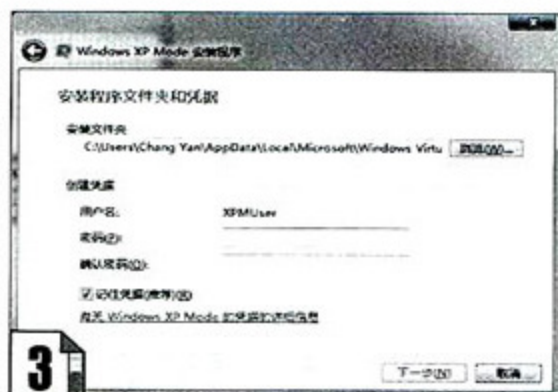 Windows XP Mode 安装程序
安装程序文件夹和凭据
安装文件夹
C:\Users\Chang Yan\AppData\Local\Microsoft\Windows Virtu 浏览(W)...
创建凭据
用户名: XPMUser
密码(P):
确认密码(C):
记住凭据(推荐)(R)
有关 Windows XP Mode 的凭据的详细信息
3
下一步(N) 取消